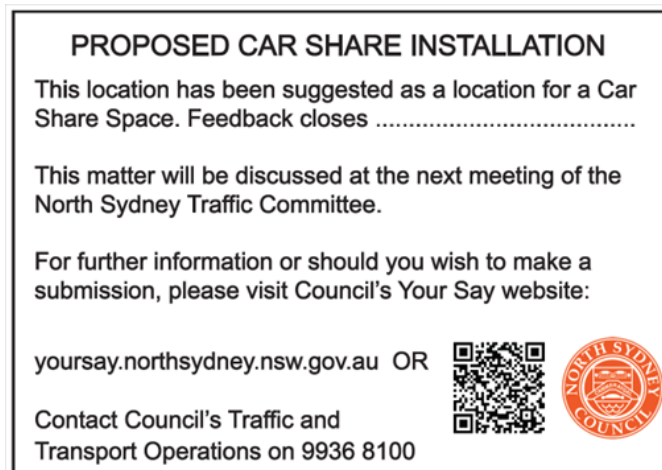 PROPOSED CAR SHARE INSTALLATION
This location has been suggested as a location for a Car
Share Space. Feedback closes ..........................................
This matter will be discussed at the next meeting of the
North Sydney Traffic Committee.
For further information or should you wish to make a
submission, please visit Council's Your Say website:
yoursay.northsydney.nsw.gov.au OR
NORTH SYDNEY
COUNCIL
Contact Council's Traffic and
Transport Operations on 9936 8100